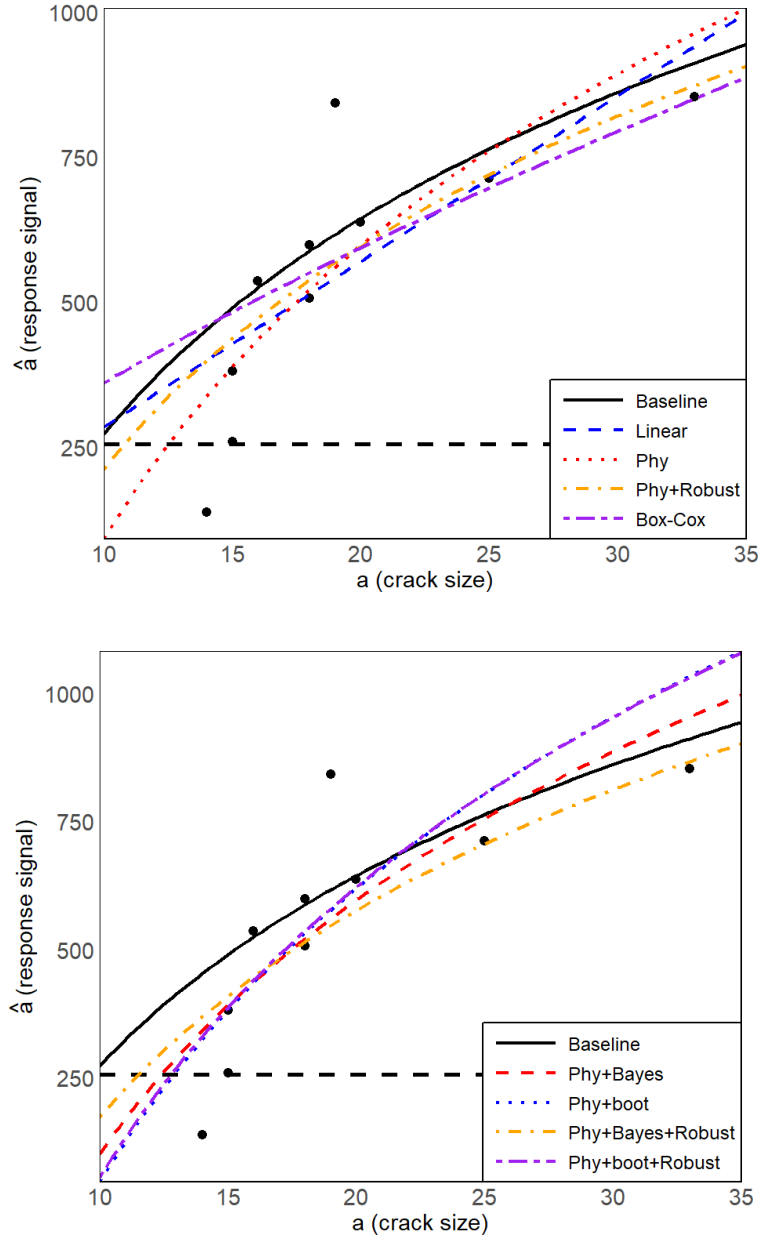 1000
750
500
250
â (response signal)
Baseline
Linear
Phy
Phy+Robust
Box-Cox
10 15 20 25 30 35
a (crack size)
1000
750
500
250
â (response signal)
Baseline
Phy+Bayes
Phy+boot
Phy+Bayes+Robust
Phy+boot+Robust
10 15 20 25 30 35
a (crack size)